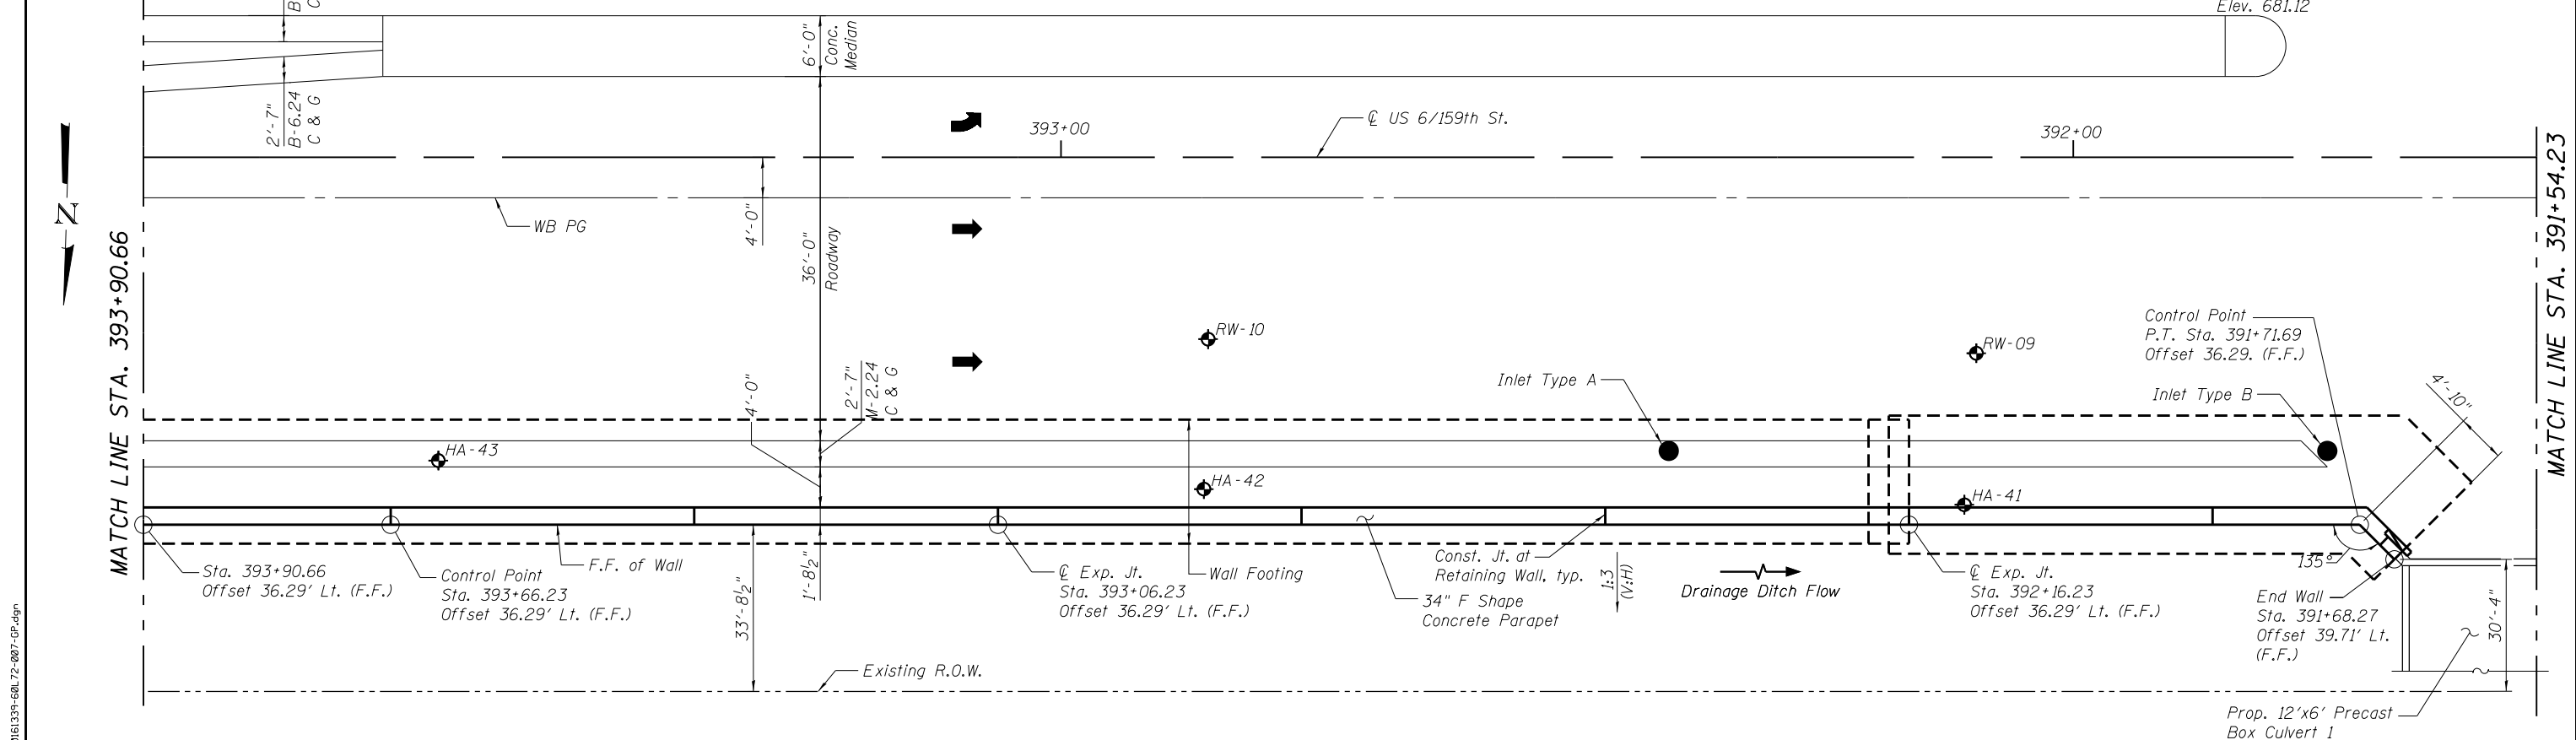 Elev. 681.12
6'-0"
Conc.
Median
B
C
2'-7"
B-6.24
C & G
N
393+00
℄ US 6/159th St.
392+00
WB PG
4'-0"
36'-0"
Roadway
MATCH LINE STA. 393+90.66
MATCH LINE STA. 391+54.23
RW-10
RW-09
Control Point
P.T. Sta. 391+71.69
Offset 36.29. (F.F.)
4'-0"
2'-7"
M-2.24
C & G
Inlet Type A
Inlet Type B
4'-10"
HA-43
HA-42
HA-41
Sta. 393+90.66
Offset 36.29' Lt. (F.F.)
Control Point
Sta. 393+66.23
Offset 36.29' Lt. (F.F.)
F.F. of Wall
33'-8½"
1'-8½"
℄ Exp. Jt.
Sta. 393+06.23
Offset 36.29' Lt. (F.F.)
Wall Footing
34" F Shape
Concrete Parapet
Const. Jt. at
Retaining Wall, typ.
1:3
(V:H)
Drainage Ditch Flow
℄ Exp. Jt.
Sta. 392+16.23
Offset 36.29' Lt. (F.F.)
135°
End Wall
Sta. 391+68.27
Offset 39.71' Lt.
(F.F.)
30'-4"
Existing R.O.W.
Prop. 12'x6' Precast
Box Culvert 1
0161339-60L72-007-GP.dgn